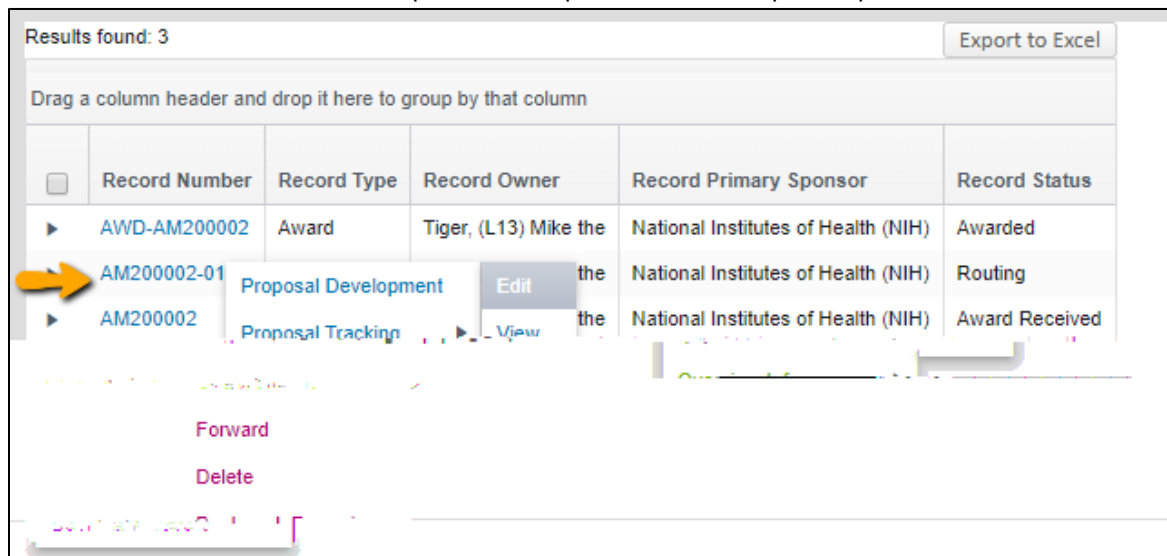 Results found: 3 Export to Excel
Drag a column header and drop it here to group by that column
Record Number Record Type Record Owner Record Primary Sponsor Record Status
AWD-AM200002 Award Tiger, (L13) Mike the National Institutes of Health (NIH) Awarded
AM200002-01 the National Institutes of Health (NIH) Routing
Proposal Development Edit
AM200002 the National Institutes of Health (NIH) Award Received
Proposal Tracking View
Forward
Delete